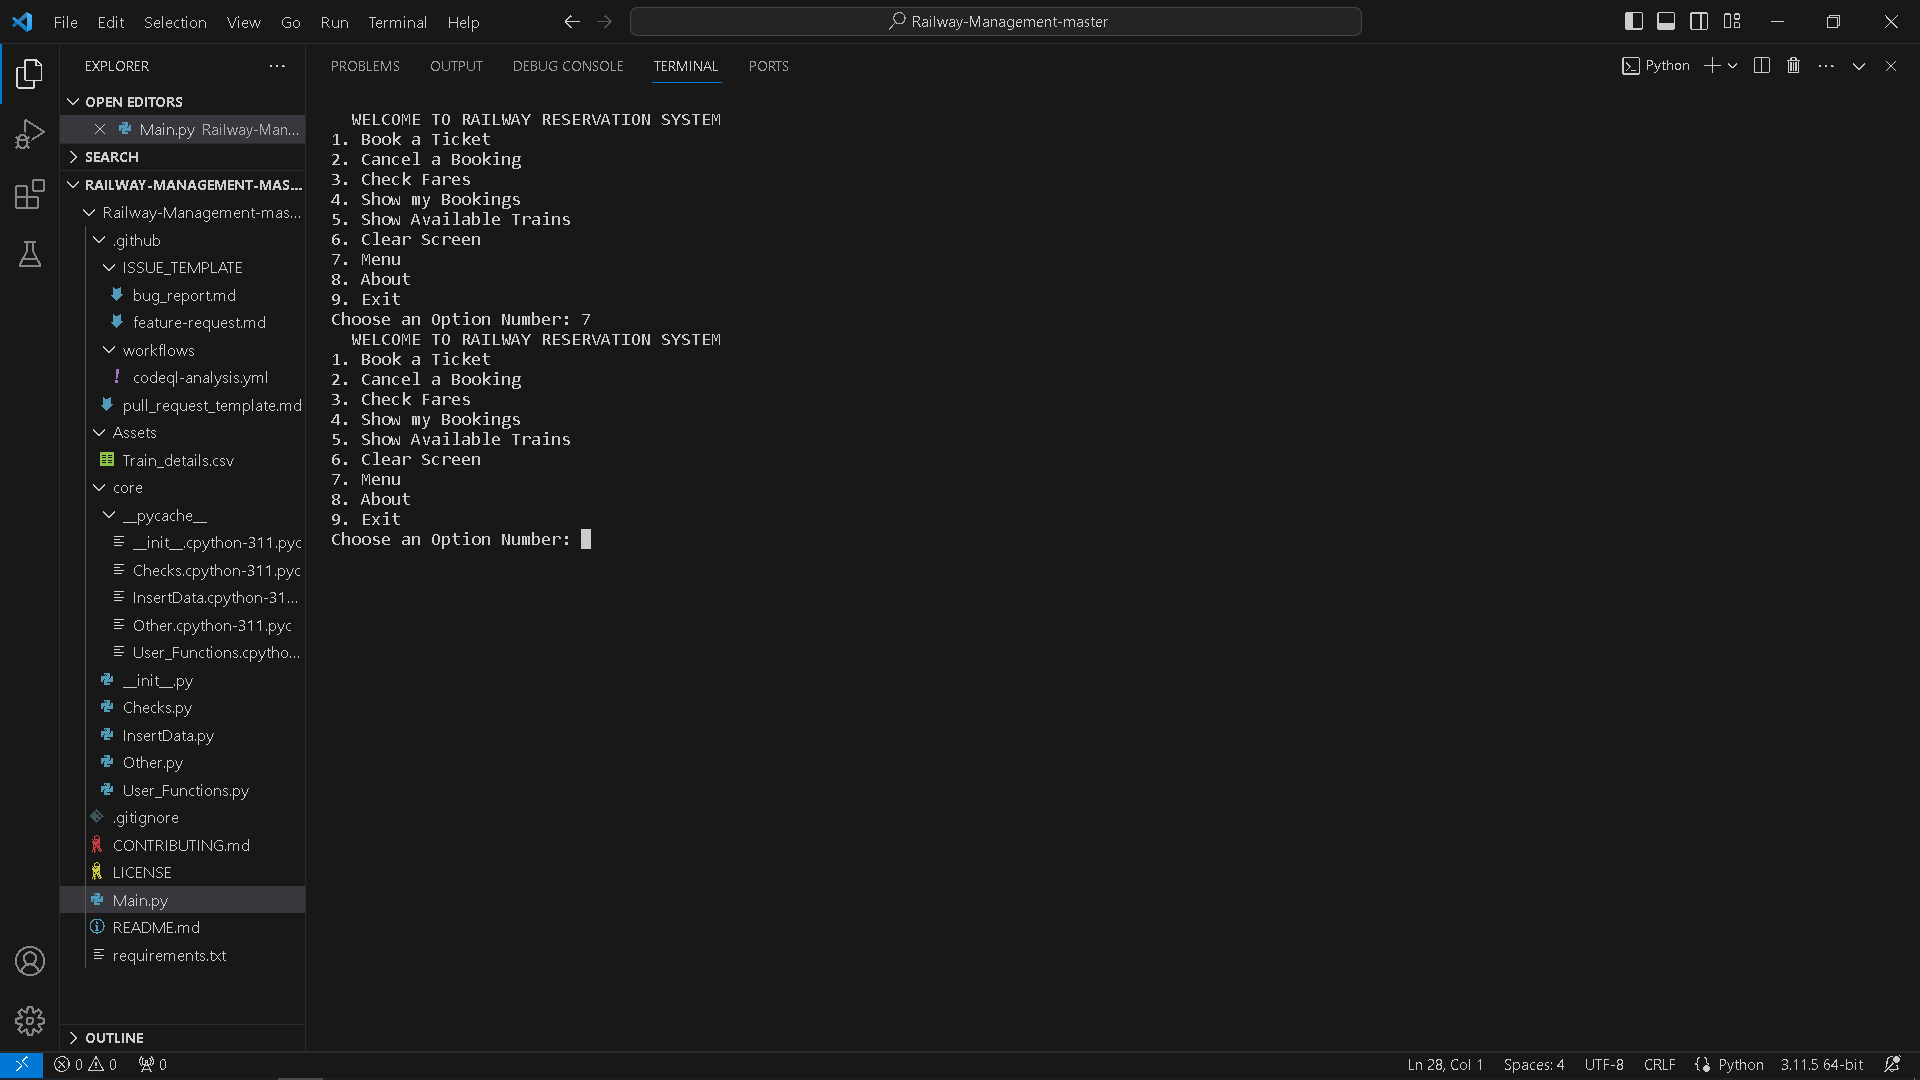 File Edit Selection View Go Run Terminal Help
Railway-Management-master
EXPLORER
OPEN EDITORS
Main.py Railway-Man...
SEARCH
RAILWAY-MANAGEMENT-MAS...
Railway-Management-mas...
.github
ISSUE_TEMPLATE
bug_report.md
feature-request.md
workflows
codeql-analysis.yml
pull_request_template.md
Assets
Train_details.csv
core
__pycache__
__init__.cpython-311.pyc
Checks.cpython-311.pyc
InsertData.cpython-31...
Other.cpython-311.pyc
User_Functions.cpytho...
__init__.py
Checks.py
InsertData.py
Other.py
User_Functions.py
.gitignore
CONTRIBUTING.md
LICENSE
Main.py
README.md
requirements.txt
OUTLINE
PROBLEMS OUTPUT DEBUG CONSOLE TERMINAL PORTS
Python
WELCOME TO RAILWAY RESERVATION SYSTEM
1. Book a Ticket
2. Cancel a Booking
3. Check Fares
4. Show my Bookings
5. Show Available Trains
6. Clear Screen
7. Menu
8. About
9. Exit
Choose an Option Number: 7
WELCOME TO RAILWAY RESERVATION SYSTEM
1. Book a Ticket
2. Cancel a Booking
3. Check Fares
4. Show my Bookings
5. Show Available Trains
6. Clear Screen
7. Menu
8. About
9. Exit
Choose an Option Number:
0 0 0
Ln 28, Col 1 Spaces: 4 UTF-8 CRLF Python 3.11.5 64-bit